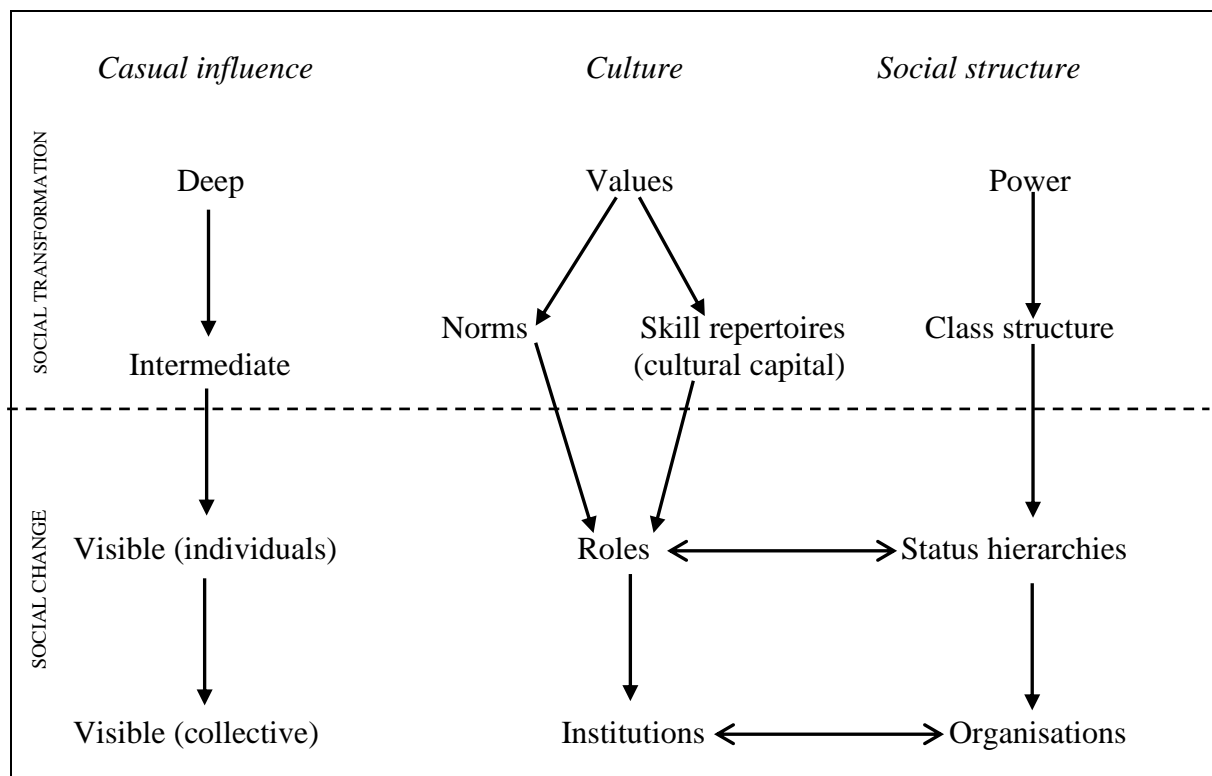 Casual influence
Culture
Social structure
SOCIAL TRANSFORMATION
Deep
Values
Power
Norms
Skill repertoires
(cultural capital)
Class structure
Intermediate
SOCIAL CHANGE
Visible (individuals)
Roles
Status hierarchies
Visible (collective)
Institutions
Organisations